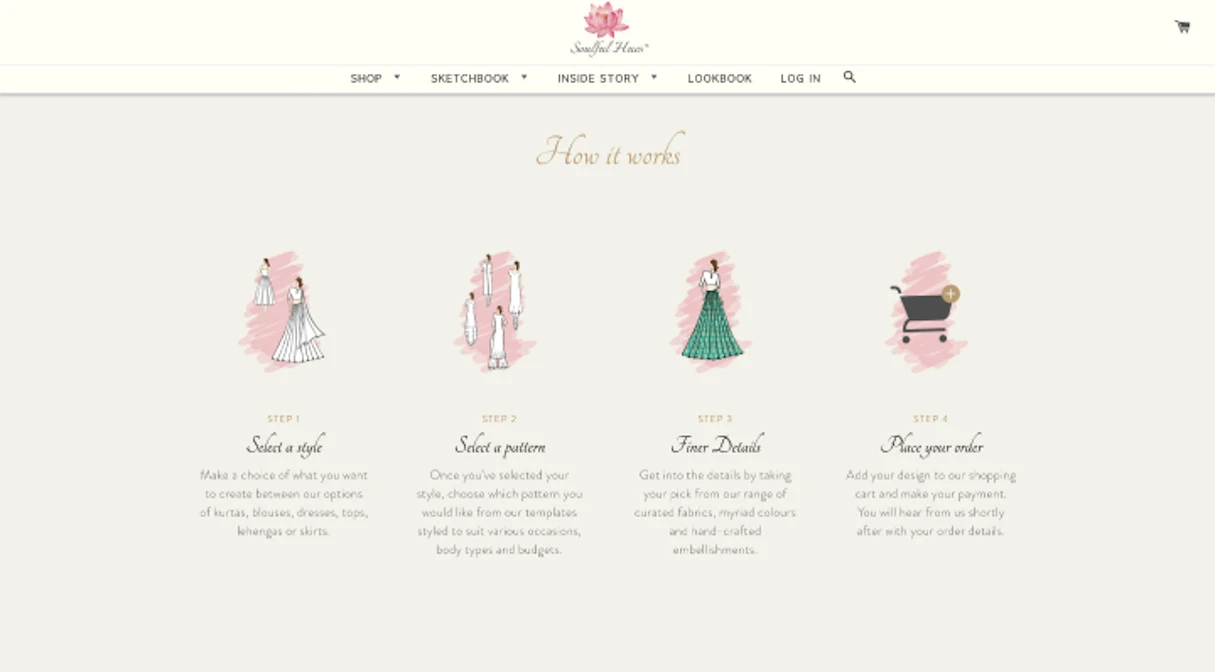 Soulful Hues™
SHOP
SKETCHBOOK
INSIDE STORY
LOOKBOOK
LOG IN
How it works
STEP 1
Select a style
Make a choice of what you want
to create between our options
of kurtas, blouses, dresses, tops,
lehengas or skirts.
STEP 2
Select a pattern
Once you've selected your
style, choose which pattern you
would like from our templates
styled to suit various occasions,
body types and budgets.
STEP 3
Finer Details
Get into the details by taking
your pick from our range of
curated fabrics, myriad colours
and hand-crafted
embellishments.
STEP 4
Place your order
Add your design to our shopping
cart and make your payment.
You will hear from us shortly
after with your order details.